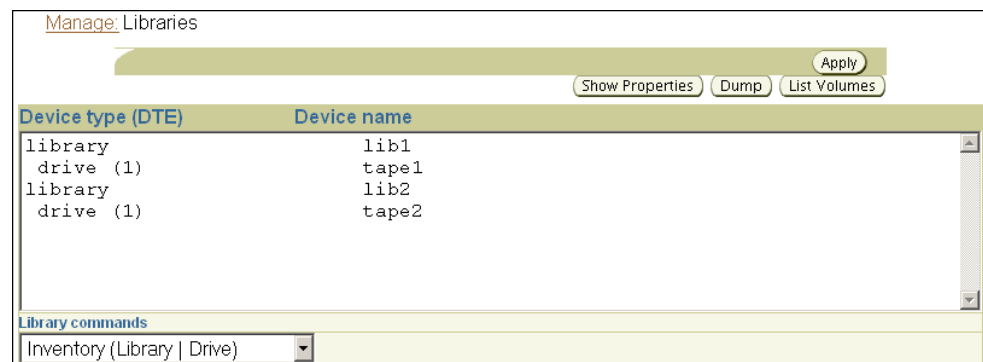 Manage: Libraries
Apply
Show Properties Dump List Volumes
Device type (DTE) Device name
library lib1
drive (1) tape1
library lib2
drive (1) tape2
Library commands
Inventory (Library | Drive)